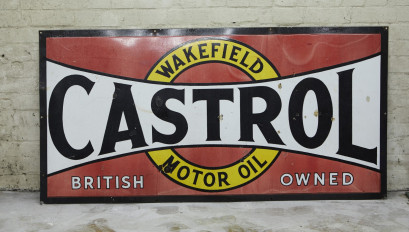 WAKEFIELD
CASTROL
MOTOR OIL
BRITISH OWNED